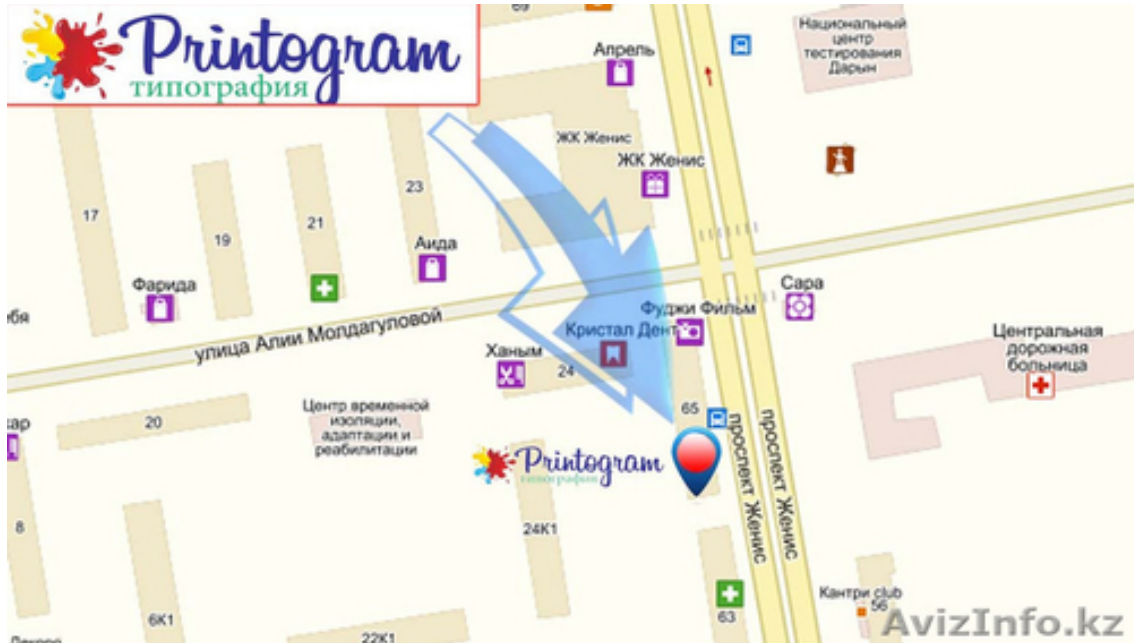 Printogram
типография
69
Апрель
Национальный
центр
тестирования
Дарын
ЖК Женис
ЖК Женис
17
19
21
23
Аида
Фарида
Сара
улица Алии Молдагуловой
Фуджи Фильм
Кристал Дент
Ханым
24
Центральная
дорожная
больница
20
Центр временной
изоляции,
адаптации и
реабилитации
65
проспект Женис
проспект Женис
Printogram
типография
8
24К1
6К1
22К1
63
Кантри club
56
AvizInfo.kz